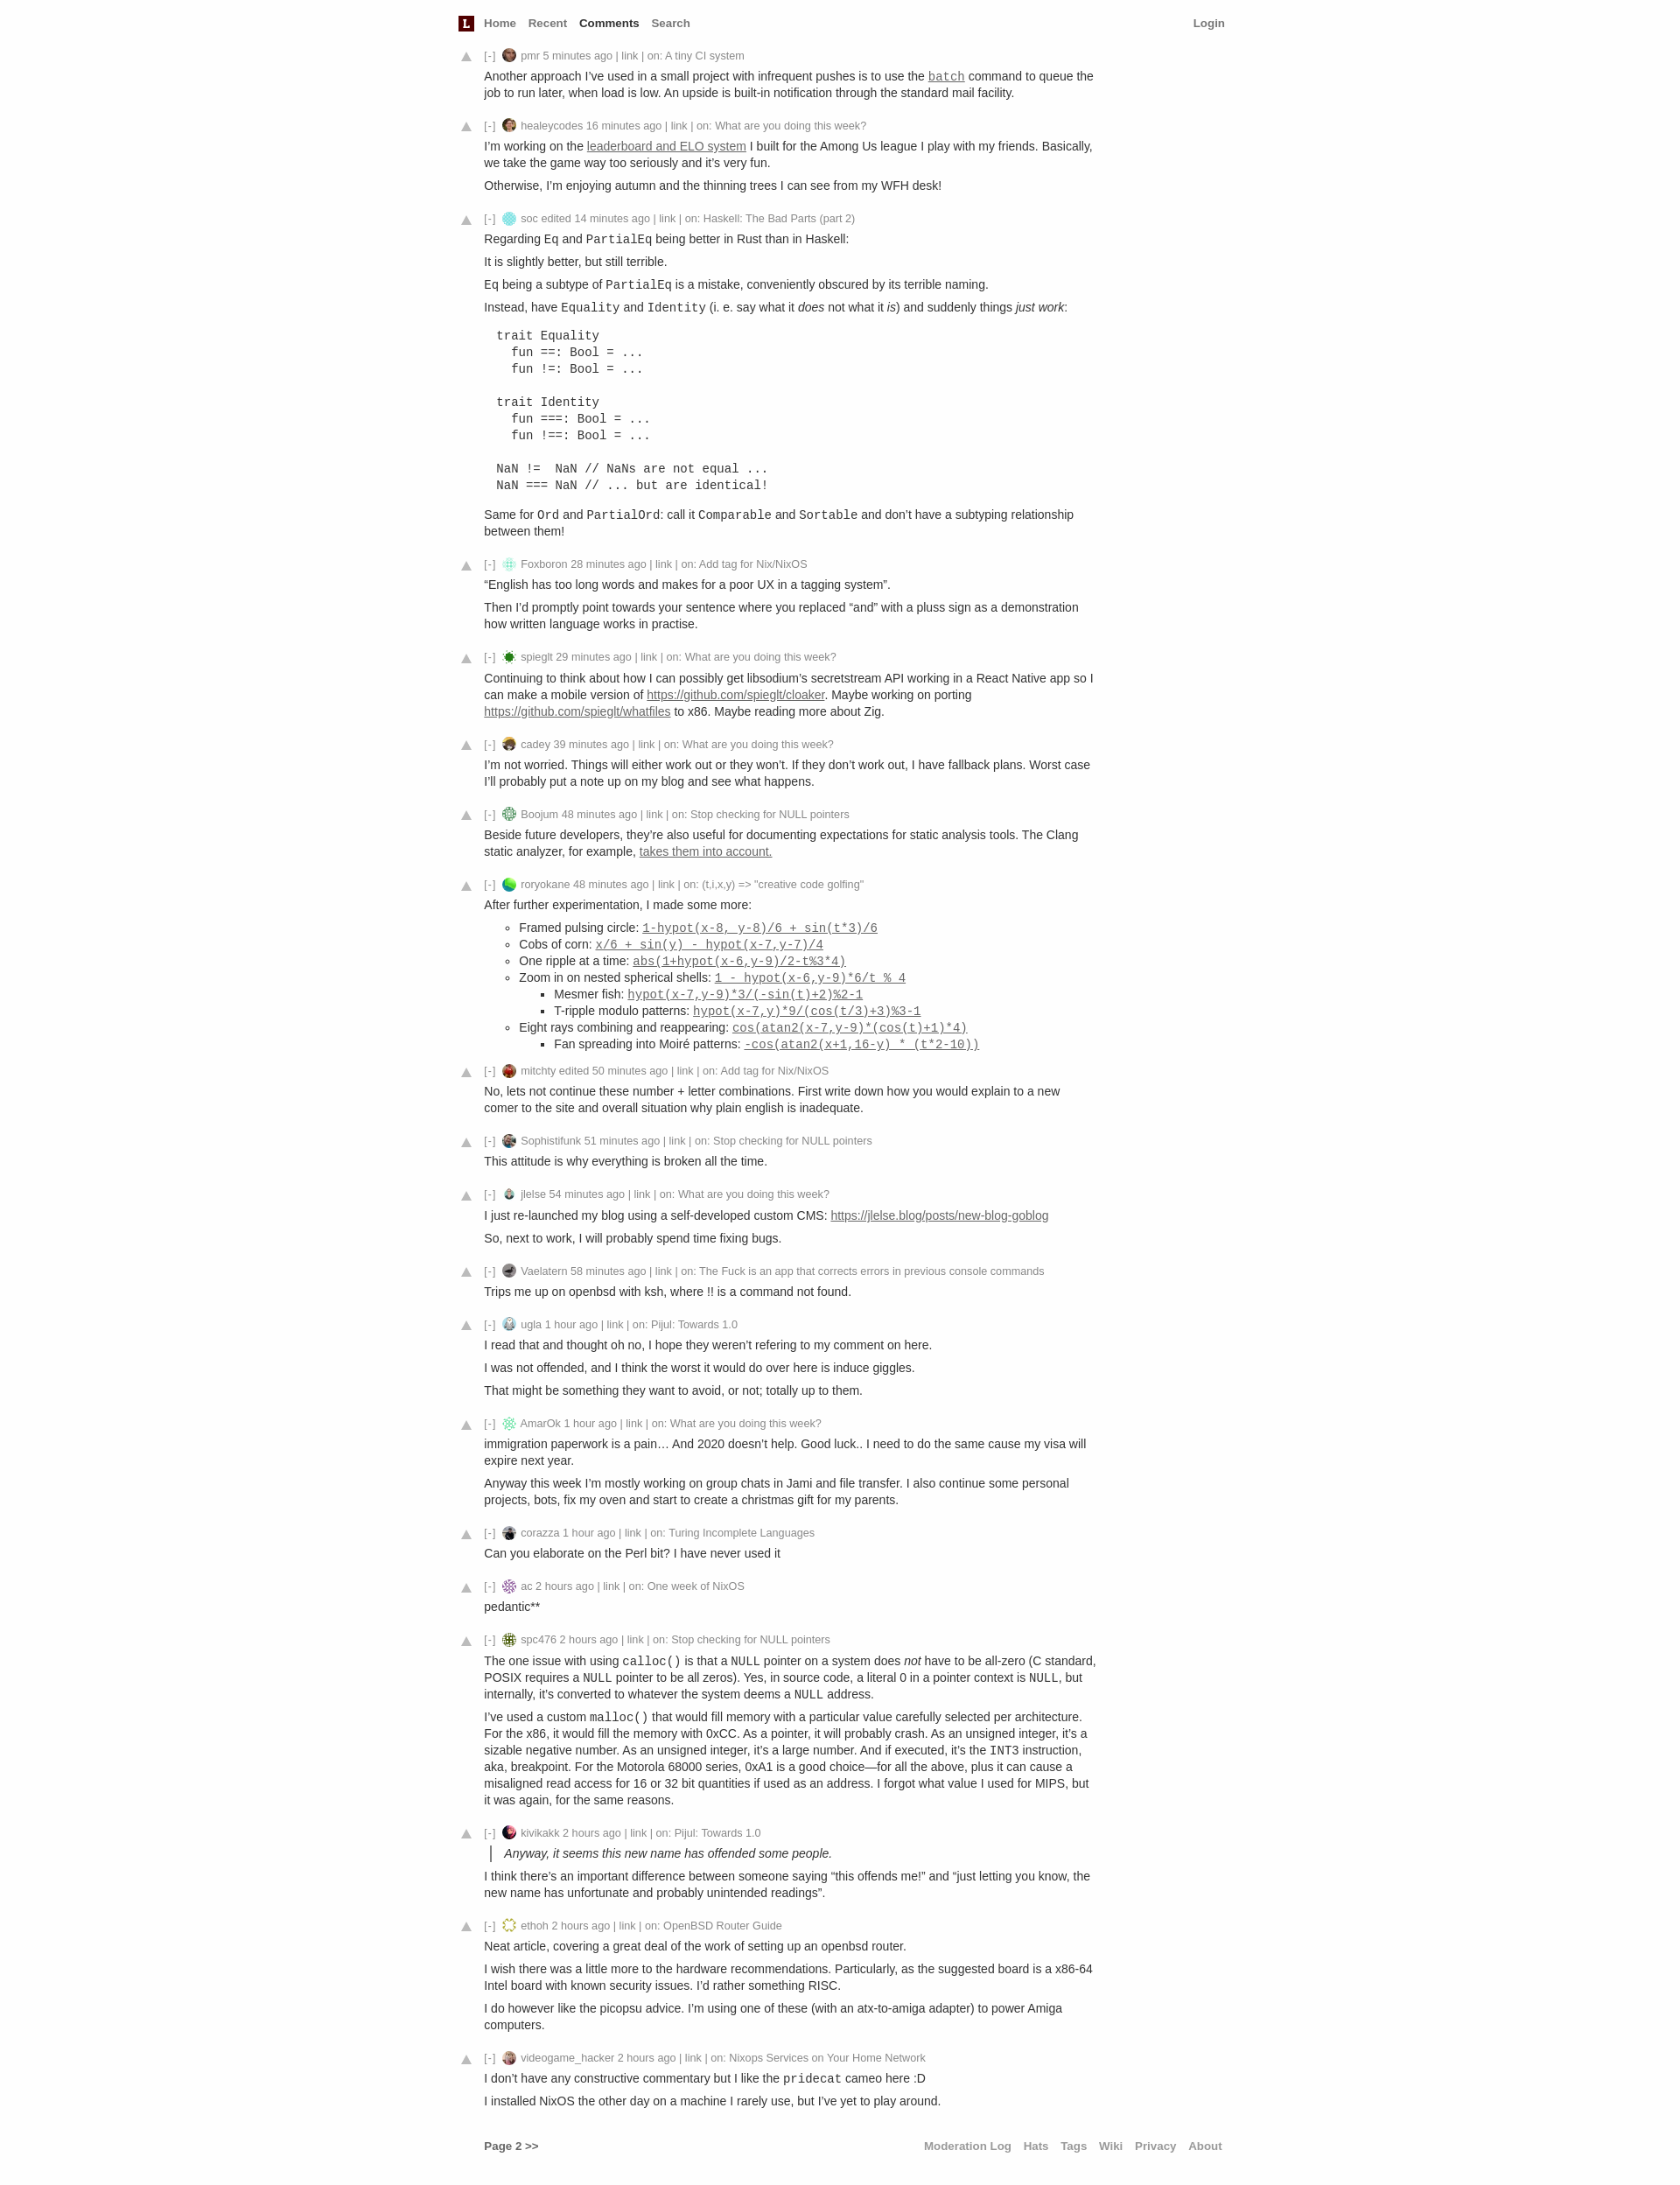 L Home Recent Comments Search Login
[-] pmr 5 minutes ago | link | on: A tiny CI system
Another approach I’ve used in a small project with infrequent pushes is to use the batch command to queue the
job to run later, when load is low. An upside is built-in notification through the standard mail facility.
[-] healeycodes 16 minutes ago | link | on: What are you doing this week?
I’m working on the leaderboard and ELO system I built for the Among Us league I play with my friends. Basically,
we take the game way too seriously and it’s very fun.
Otherwise, I’m enjoying autumn and the thinning trees I can see from my WFH desk!
[-] soc edited 14 minutes ago | link | on: Haskell: The Bad Parts (part 2)
Regarding Eq and PartialEq being better in Rust than in Haskell:
It is slightly better, but still terrible.
Eq being a subtype of PartialEq is a mistake, conveniently obscured by its terrible naming.
Instead, have Equality and Identity (i. e. say what it does not what it is) and suddenly things just work:
trait Equality
  fun ==: Bool = ...
  fun !=: Bool = ...
trait Identity
  fun ===: Bool = ...
  fun !==: Bool = ...
NaN !=  NaN // NaNs are not equal ...
NaN === NaN // ... but are identical!
Same for Ord and PartialOrd: call it Comparable and Sortable and don’t have a subtyping relationship
between them!
[-] Foxboron 28 minutes ago | link | on: Add tag for Nix/NixOS
“English has too long words and makes for a poor UX in a tagging system”.
Then I’d promptly point towards your sentence where you replaced “and” with a pluss sign as a demonstration
how written language works in practise.
[-] spieglt 29 minutes ago | link | on: What are you doing this week?
Continuing to think about how I can possibly get libsodium’s secretstream API working in a React Native app so I
can make a mobile version of https://github.com/spieglt/cloaker. Maybe working on porting
https://github.com/spieglt/whatfiles to x86. Maybe reading more about Zig.
[-] cadey 39 minutes ago | link | on: What are you doing this week?
I’m not worried. Things will either work out or they won’t. If they don’t work out, I have fallback plans. Worst case
I’ll probably put a note up on my blog and see what happens.
[-] Boojum 48 minutes ago | link | on: Stop checking for NULL pointers
Beside future developers, they’re also useful for documenting expectations for static analysis tools. The Clang
static analyzer, for example, takes them into account.
[-] roryokane 48 minutes ago | link | on: (t,i,x,y) => "creative code golfing"
After further experimentation, I made some more:
Framed pulsing circle: 1-hypot(x-8, y-8)/6 + sin(t*3)/6
Cobs of corn: x/6 + sin(y) - hypot(x-7,y-7)/4
One ripple at a time: abs(1+hypot(x-6,y-9)/2-t%3*4)
Zoom in on nested spherical shells: 1 - hypot(x-6,y-9)*6/t % 4
Mesmer fish: hypot(x-7,y-9)*3/(-sin(t)+2)%2-1
T-ripple modulo patterns: hypot(x-7,y)*9/(cos(t/3)+3)%3-1
Eight rays combining and reappearing: cos(atan2(x-7,y-9)*(cos(t)+1)*4)
Fan spreading into Moiré patterns: -cos(atan2(x+1,16-y) * (t*2-10))
[-] mitchty edited 50 minutes ago | link | on: Add tag for Nix/NixOS
No, lets not continue these number + letter combinations. First write down how you would explain to a new
comer to the site and overall situation why plain english is inadequate.
[-] Sophistifunk 51 minutes ago | link | on: Stop checking for NULL pointers
This attitude is why everything is broken all the time.
[-] jlelse 54 minutes ago | link | on: What are you doing this week?
I just re-launched my blog using a self-developed custom CMS: https://jlelse.blog/posts/new-blog-goblog
So, next to work, I will probably spend time fixing bugs.
[-] Vaelatern 58 minutes ago | link | on: The Fuck is an app that corrects errors in previous console commands
Trips me up on openbsd with ksh, where !! is a command not found.
[-] ugla 1 hour ago | link | on: Pijul: Towards 1.0
I read that and thought oh no, I hope they weren’t refering to my comment on here.
I was not offended, and I think the worst it would do over here is induce giggles.
That might be something they want to avoid, or not; totally up to them.
[-] AmarOk 1 hour ago | link | on: What are you doing this week?
immigration paperwork is a pain… And 2020 doesn’t help. Good luck.. I need to do the same cause my visa will
expire next year.
Anyway this week I’m mostly working on group chats in Jami and file transfer. I also continue some personal
projects, bots, fix my oven and start to create a christmas gift for my parents.
[-] corazza 1 hour ago | link | on: Turing Incomplete Languages
Can you elaborate on the Perl bit? I have never used it
[-] ac 2 hours ago | link | on: One week of NixOS
pedantic**
[-] spc476 2 hours ago | link | on: Stop checking for NULL pointers
The one issue with using calloc() is that a NULL pointer on a system does not have to be all-zero (C standard,
POSIX requires a NULL pointer to be all zeros). Yes, in source code, a literal 0 in a pointer context is NULL, but
internally, it’s converted to whatever the system deems a NULL address.
I’ve used a custom malloc() that would fill memory with a particular value carefully selected per architecture.
For the x86, it would fill the memory with 0xCC. As a pointer, it will probably crash. As an unsigned integer, it’s a
sizable negative number. As an unsigned integer, it’s a large number. And if executed, it’s the INT3 instruction,
aka, breakpoint. For the Motorola 68000 series, 0xA1 is a good choice—for all the above, plus it can cause a
misaligned read access for 16 or 32 bit quantities if used as an address. I forgot what value I used for MIPS, but
it was again, for the same reasons.
[-] kivikakk 2 hours ago | link | on: Pijul: Towards 1.0
Anyway, it seems this new name has offended some people.
I think there’s an important difference between someone saying “this offends me!” and “just letting you know, the
new name has unfortunate and probably unintended readings”.
[-] ethoh 2 hours ago | link | on: OpenBSD Router Guide
Neat article, covering a great deal of the work of setting up an openbsd router.
I wish there was a little more to the hardware recommendations. Particularly, as the suggested board is a x86-64
Intel board with known security issues. I’d rather something RISC.
I do however like the picopsu advice. I’m using one of these (with an atx-to-amiga adapter) to power Amiga
computers.
[-] videogame_hacker 2 hours ago | link | on: Nixops Services on Your Home Network
I don’t have any constructive commentary but I like the pridecat cameo here :D
I installed NixOS the other day on a machine I rarely use, but I’ve yet to play around.
Page 2 >> Moderation Log Hats Tags Wiki Privacy About